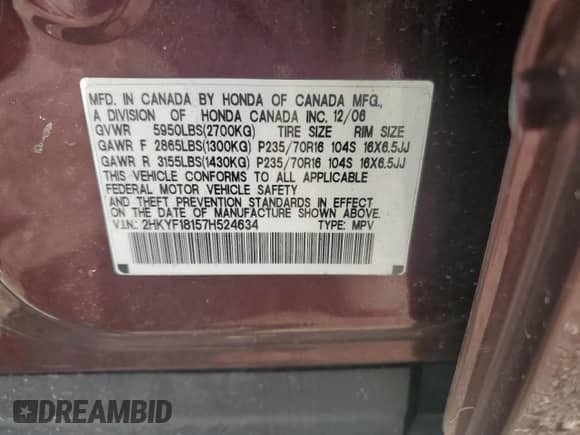 MFD. IN CANADA BY HONDA OF CANADA MFG.,
A DIVISION OF HONDA CANADA INC. 12/06
GVWR 5950LBS(2700KG) TIRE SIZE RIM SIZE
GAWR F 2865LBS(1300KG) P235/70R16 104S 16X6.5JJ
GAWR R 3155LBS(1430KG) P235/70R16 104S 16X6.5JJ
THIS VEHICLE CONFORMS TO ALL APPLICABLE
FEDERAL MOTOR VEHICLE SAFETY
AND THEFT PREVENTION STANDARDS IN
EFFECT ON THE DATE OF MANUFACTURE SHOWN ABOVE.
V.I.N.: 2HKYF18157H524634 TYPE: MPV
DREAMBID